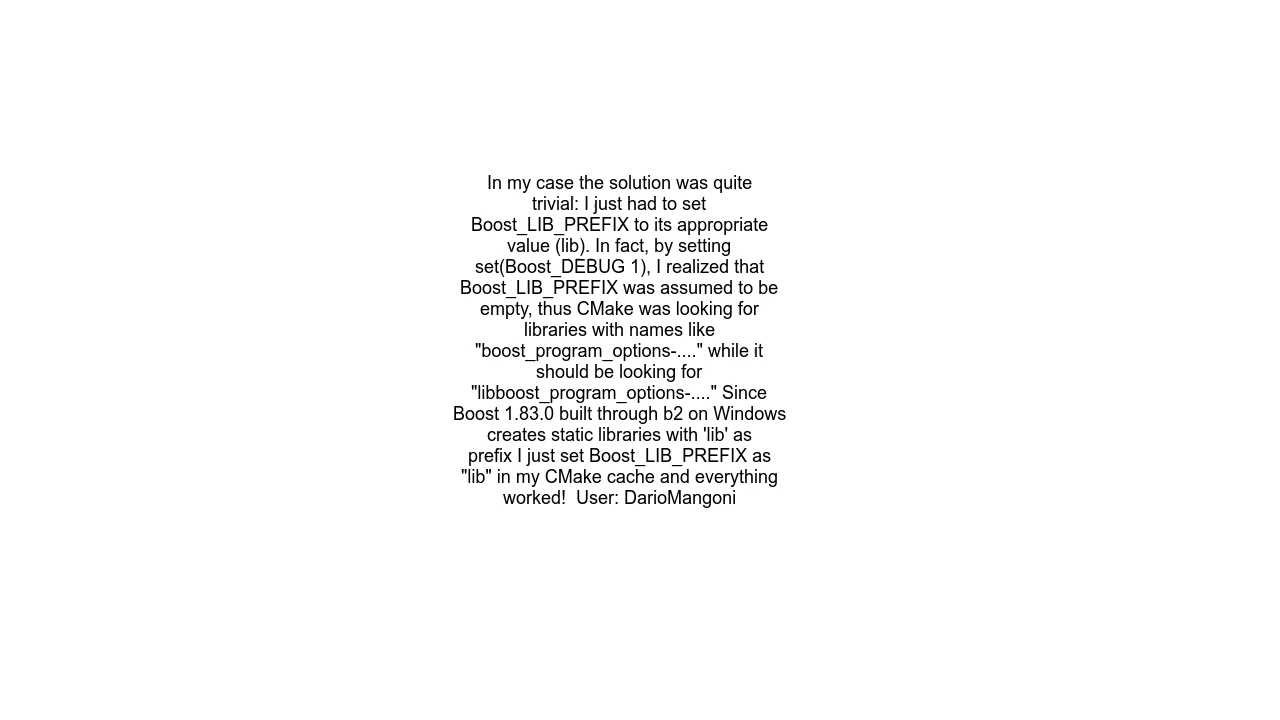 In my case the solution was quite
trivial: I just had to set
Boost_LIB_PREFIX to its appropriate
value (lib). In fact, by setting
set(Boost_DEBUG 1), I realized that
Boost_LIB_PREFIX was assumed to be
empty, thus CMake was looking for
libraries with names like
"boost_program_options-...." while it
should be looking for
"libboost_program_options-...." Since
Boost 1.83.0 built through b2 on Windows
creates static libraries with 'lib' as
prefix I just set Boost_LIB_PREFIX as
"lib" in my CMake cache and everything
worked!  User: DarioMangoni